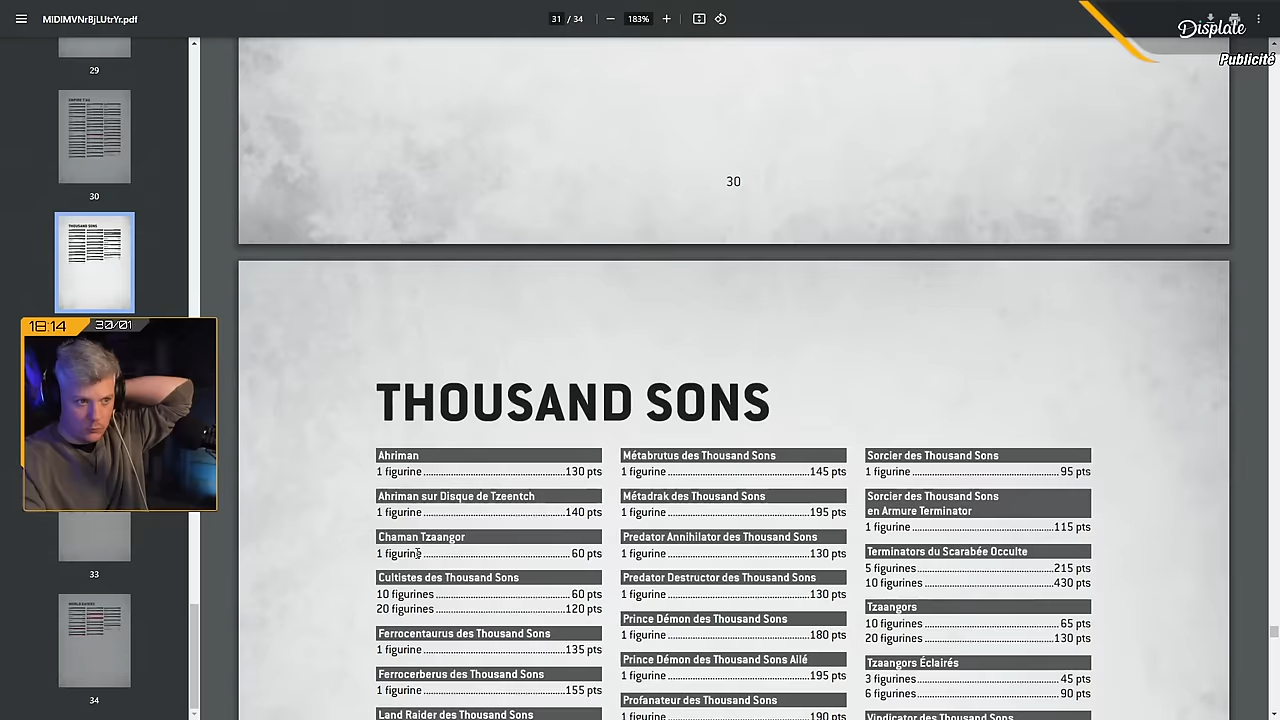 MIDIMVNrBjLUtrYr.pdf
31 / 34
183%
Displate
Publicité
29
30
30
18:14
30/01
33
34
THOUSAND SONS
Ahriman
1 figurine 130 pts
Ahriman sur Disque de Tzeentch
1 figurine 140 pts
Chaman Tzaangor
1 figurine 60 pts
Cultistes des Thousand Sons
10 figurines 60 pts
20 figurines 120 pts
Ferrocentaurus des Thousand Sons
1 figurine 135 pts
Ferrocerberus des Thousand Sons
1 figurine 155 pts
Land Raider des Thousand Sons
Métabrutus des Thousand Sons
1 figurine 145 pts
Métadrak des Thousand Sons
1 figurine 195 pts
Predator Annihilator des Thousand Sons
1 figurine 130 pts
Predator Destructor des Thousand Sons
1 figurine 130 pts
Prince Démon des Thousand Sons
1 figurine 180 pts
Prince Démon des Thousand Sons Ailé
1 figurine 195 pts
Profanateur des Thousand Sons
1 figurine 190 pts
Sorcier des Thousand Sons
1 figurine 95 pts
Sorcier des Thousand Sons
en Armure Terminator
1 figurine 115 pts
Terminators du Scarabée Occulte
5 figurines 215 pts
10 figurines 430 pts
Tzaangors
10 figurines 65 pts
20 figurines 130 pts
Tzaangors Éclairés
3 figurines 45 pts
6 figurines 90 pts
Vindicator des Thousand Sons